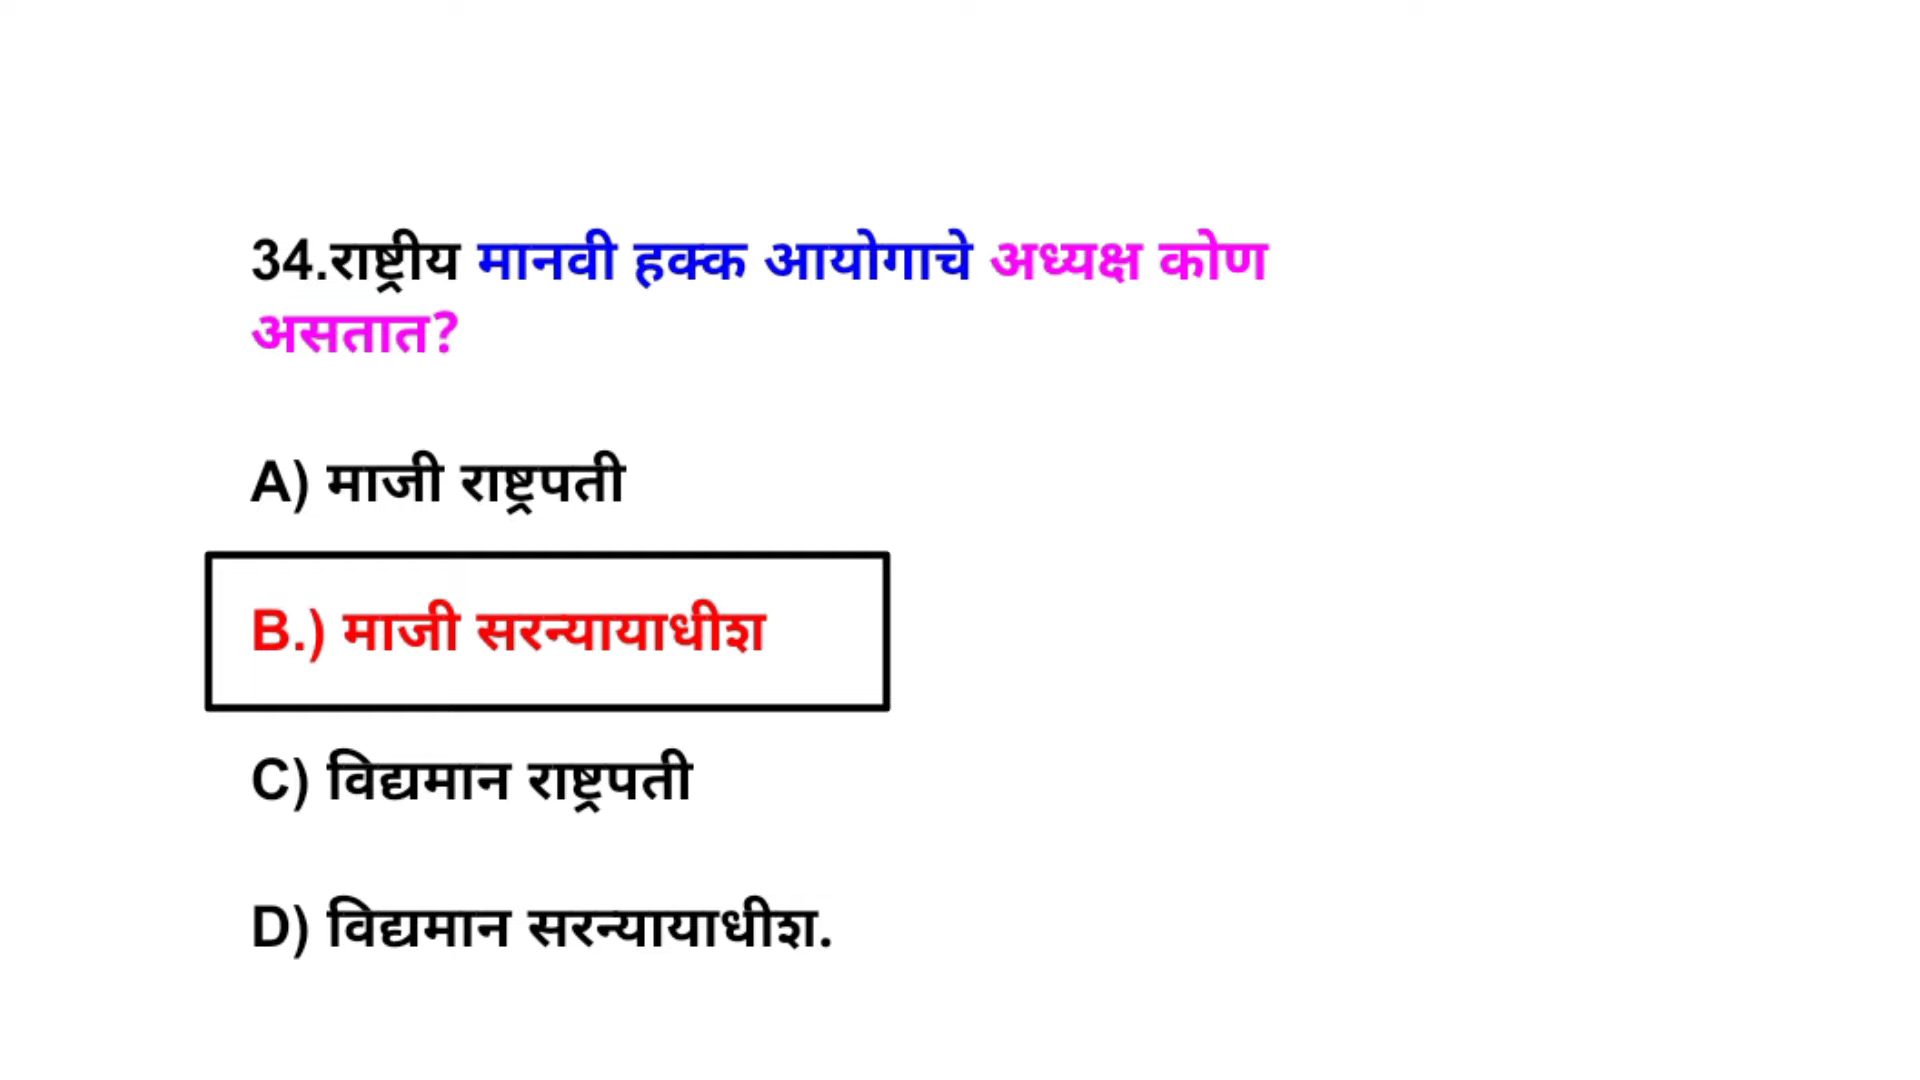 34.राष्ट्रीय मानवी हक्क आयोगाचे अध्यक्ष कोण
असतात?
A) माजी राष्ट्रपती
B.) माजी सरन्यायाधीश
C) विद्यमान राष्ट्रपती
D) विद्यमान सरन्यायाधीश.